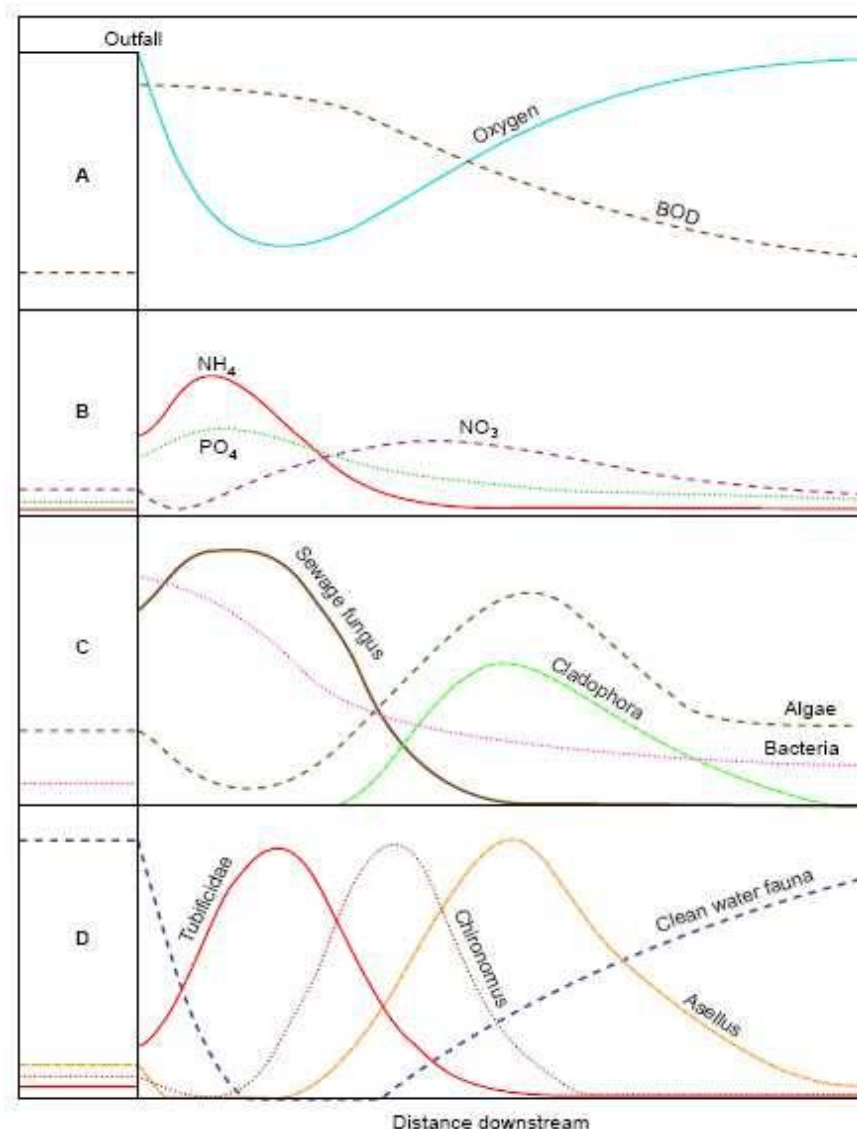 Outfall
Oxygen
A
BOD
NH4
NO3
B
PO4
Sewage fungus
Cladophora
C
Algae
Bacteria
Tubificidae
Clean water fauna
Chironomus
D
Asellus
Distance downstream